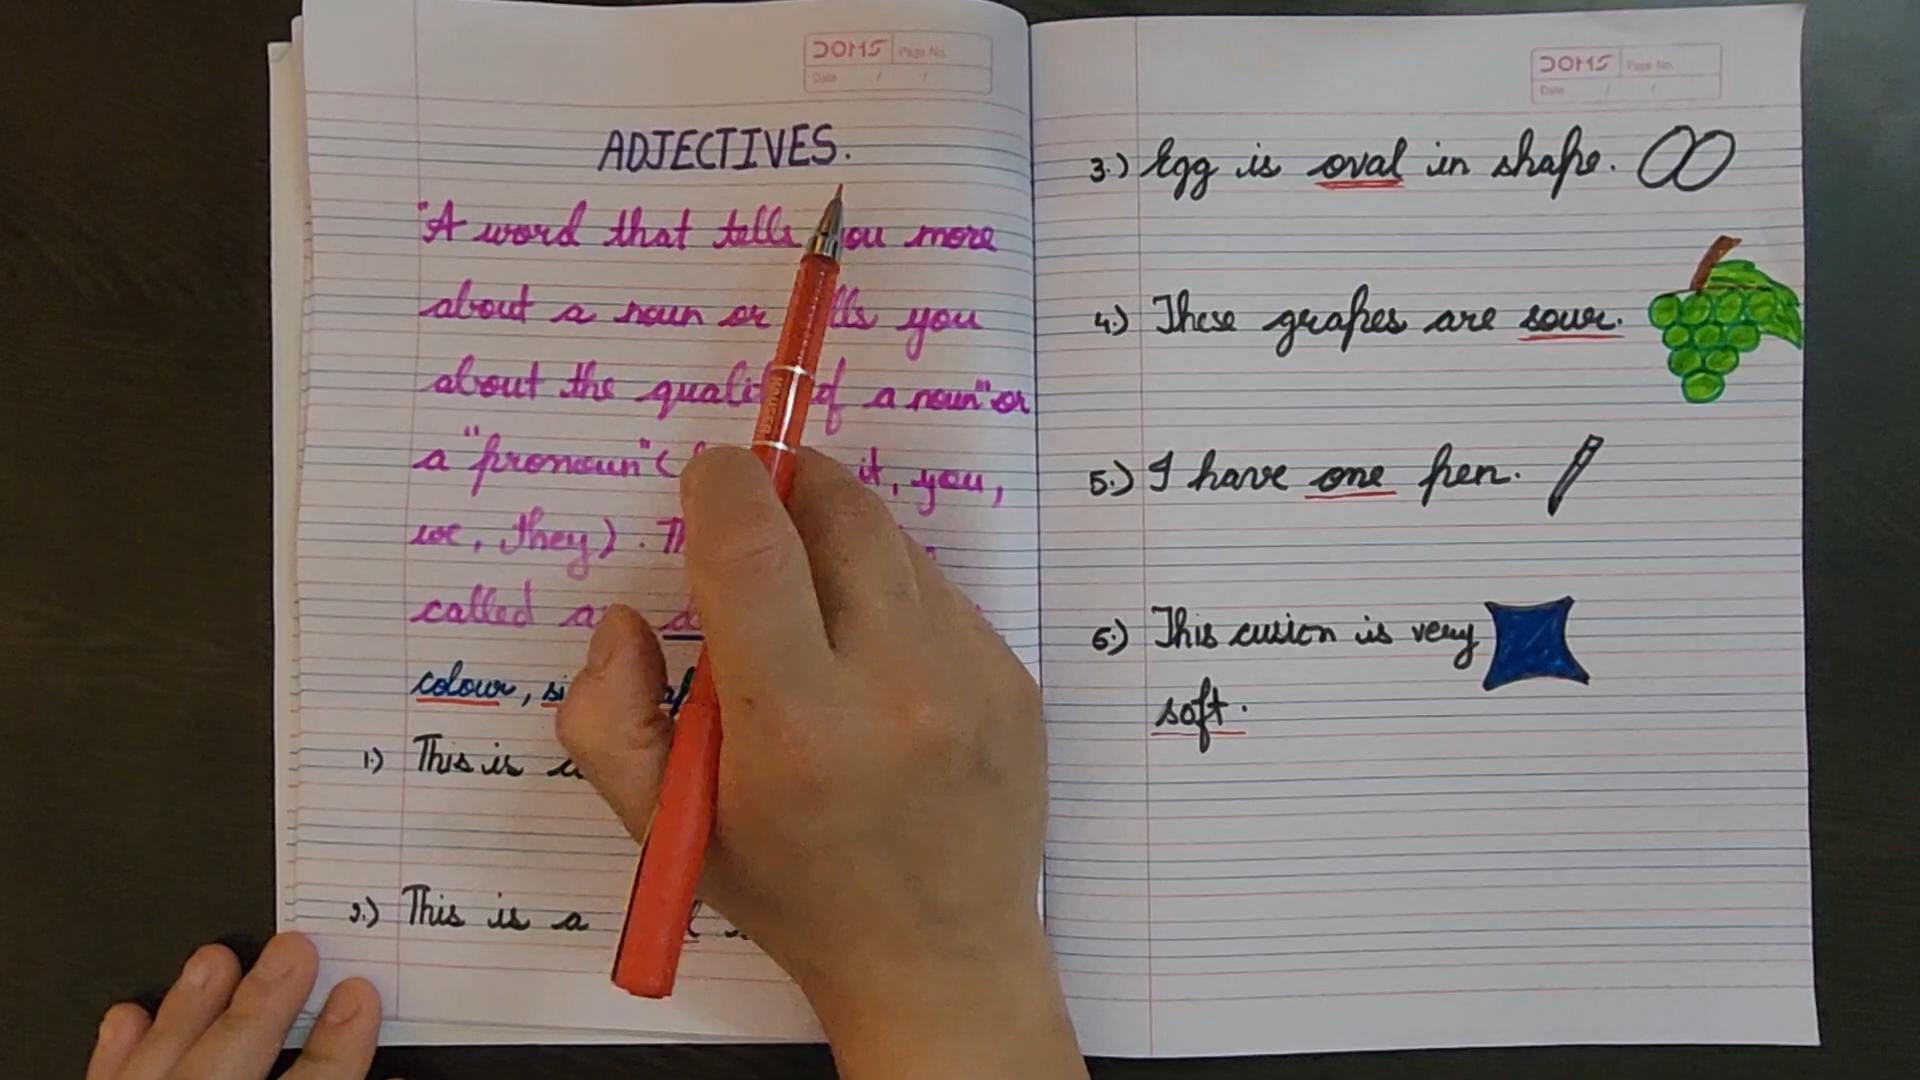 DOMS Page No.
Date / /
ADJECTIVES.
"A word that tells you more
about a noun or you
about the of a noun" or
a "pronoun" ( it, you,
we, they).
called
colour,
1.) This is
2.) This is a
DOMS Page No.
Date / /
3.) Egg is oval in shape.
4.) These grapes are sour.
5.) I have one pen.
6.) This cusion is very
soft.